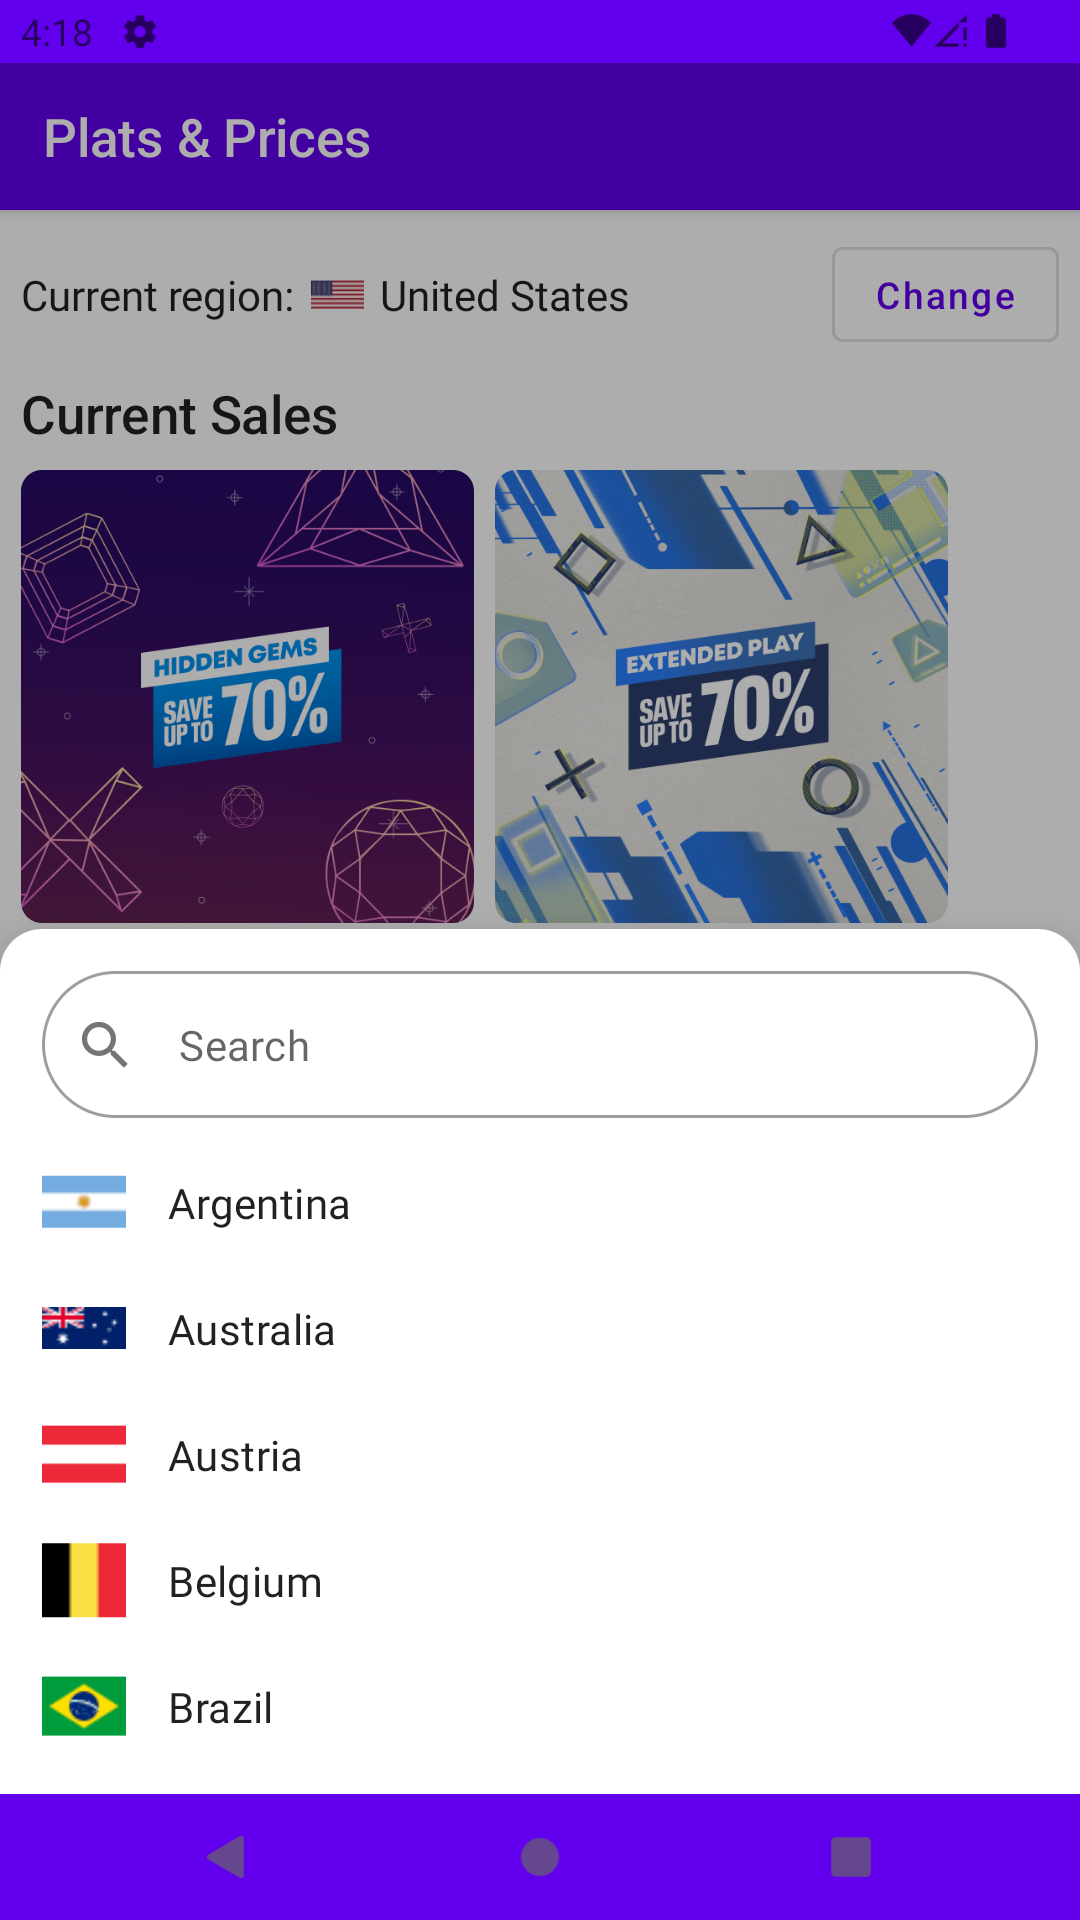 4:18
Plats & Prices
Current region: United States
Change
Current Sales
HIDDEN GEMS
SAVE UP TO 70%
EXTENDED PLAY
SAVE UP TO 70%
Search
Argentina
Australia
Austria
Belgium
Brazil